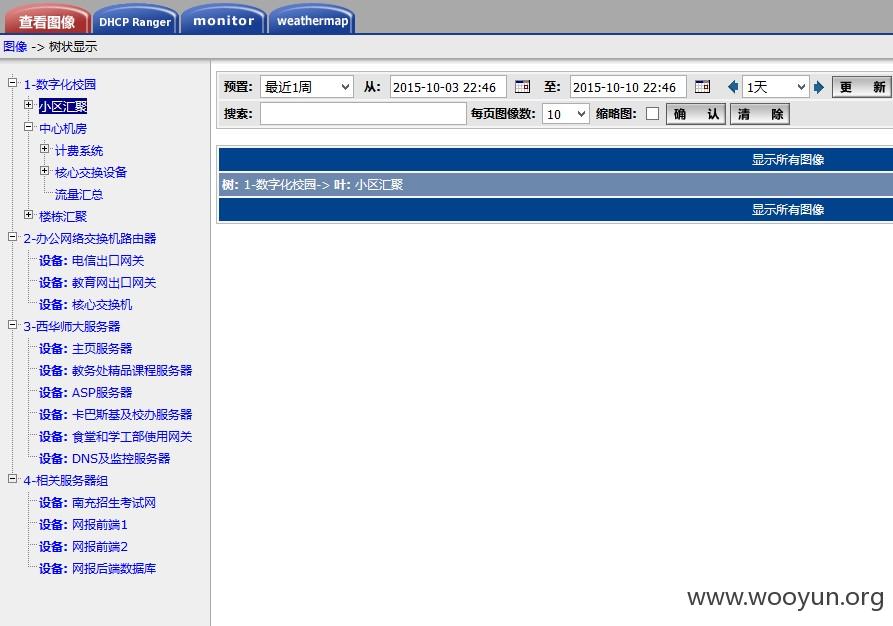 查看图像 DHCP Ranger monitor weathermap
图像 -> 树状显示
1-数字化校园
小区汇聚
中心机房
计费系统
核心交换设备
流量汇总
楼栋汇聚
2-办公网络交换机路由器
设备: 电信出口网关
设备: 教育网出口网关
设备: 核心交换机
3-西华师大服务器
设备: 主页服务器
设备: 教务处精品课程服务器
设备: ASP服务器
设备: 卡巴斯基及校办服务器
设备: 食堂和学工部使用网关
设备: DNS及监控服务器
4-相关服务器组
设备: 南充招生考试网
设备: 网报前端1
设备: 网报前端2
设备: 网报后端数据库
预置: 最近1周 从: 2015-10-03 22:46 至: 2015-10-10 22:46 1天 更 新
搜索: 每页图像数: 10 缩略图: 确 认 清 除
显示所有图像
树: 1-数字化校园-> 叶: 小区汇聚
显示所有图像
www.wooyun.org